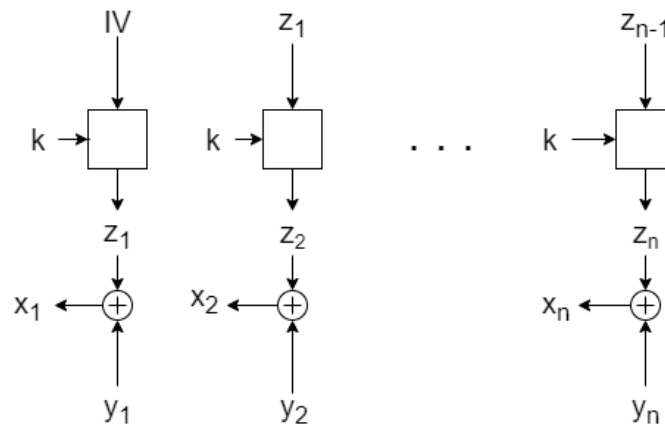 IV z₁ zₙ₋₁
k k . . . k
z₁ z₂ zₙ
x₁ x₂ xₙ
y₁ y₂ yₙ